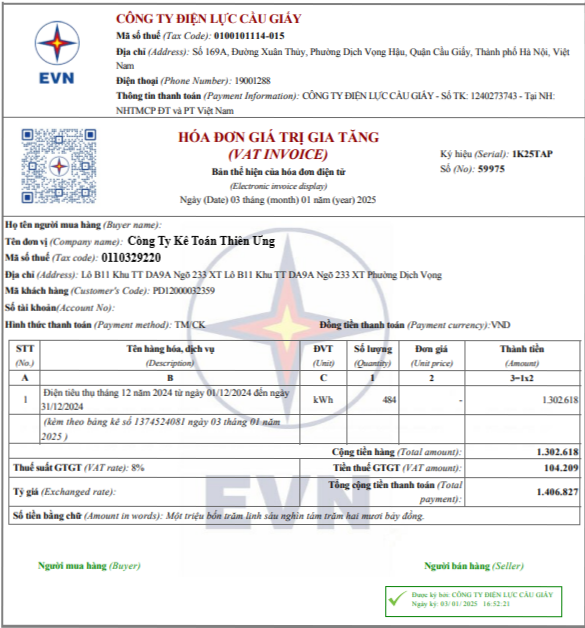 CÔNG TY ĐIỆN LỰC CẦU GIẤY
Mã số thuế (Tax Code): 0100101114-015
Địa chỉ (Address): Số 169A, Đường Xuân Thủy, Phường Dịch Vọng Hậu, Quận Cầu Giấy, Thành phố Hà Nội, Việt
Nam
EVN
Điện thoại (Phone Number): 19001288
Thông tin thanh toán (Payment Information): CÔNG TY ĐIỆN LỰC CẦU GIẤY - Số TK: 1240273743 - Tại NH:
NHTMCP ĐT và PT Việt Nam
HÓA ĐƠN GIÁ TRỊ GIA TĂNG
(VAT INVOICE)
Bản thể hiện của hóa đơn điện tử
(Electronic invoice display)
Ngày (Date) 03 tháng (month) 01 năm (year) 2025
Ký hiệu (Serial): 1K25TAP
Số (No): 59975
Họ tên người mua hàng (Buyer name):
Tên đơn vị (Company name): Công Ty Kế Toán Thiên Ưng
Mã số thuế (Tax code): 0110329220
Địa chỉ (Address): Lô B11 Khu TT DA9A Ngõ 233 XT Lô B11 Khu TT DA9A Ngõ 233 XT Phường Dịch Vọng
Mã khách hàng (Customer's Code): PD12000032359
Số tài khoản(Account No):
Hình thức thanh toán (Payment method): TM/CK Đồng tiền thanh toán (Payment currency):VND
STT Tên hàng hóa, dịch vụ ĐVT Số lượng Đơn giá Thành tiền
(No.) (Description) (Unit) (Quantity) (Unit price) (Amount)
A B C 1 2 3=1x2
1 Điện tiêu thụ tháng 12 năm 2024 từ ngày 01/12/2024 đến ngày kWh 484 - 1.302.618
31/12/2024
(kèm theo bảng kê số 1374524081 ngày 03 tháng 01 năm
2025 )
Cộng tiền hàng (Total amount): 1.302.618
Thuế suất GTGT (VAT rate): 8% Tiền thuế GTGT (VAT amount): 104.209
Tỷ giá (Exchanged rate): Tổng cộng tiền thanh toán (Total 1.406.827
payment):
Số tiền bằng chữ (Amount in words): Một triệu bốn trăm linh sáu nghìn tám trăm hai mươi bảy đồng.
EVN
Người mua hàng (Buyer) Người bán hàng (Seller)
Được ký bởi: CÔNG TY ĐIỆN LỰC CẦU GIẤY
Ngày ký: 03/ 01/ 2025 16:52:21